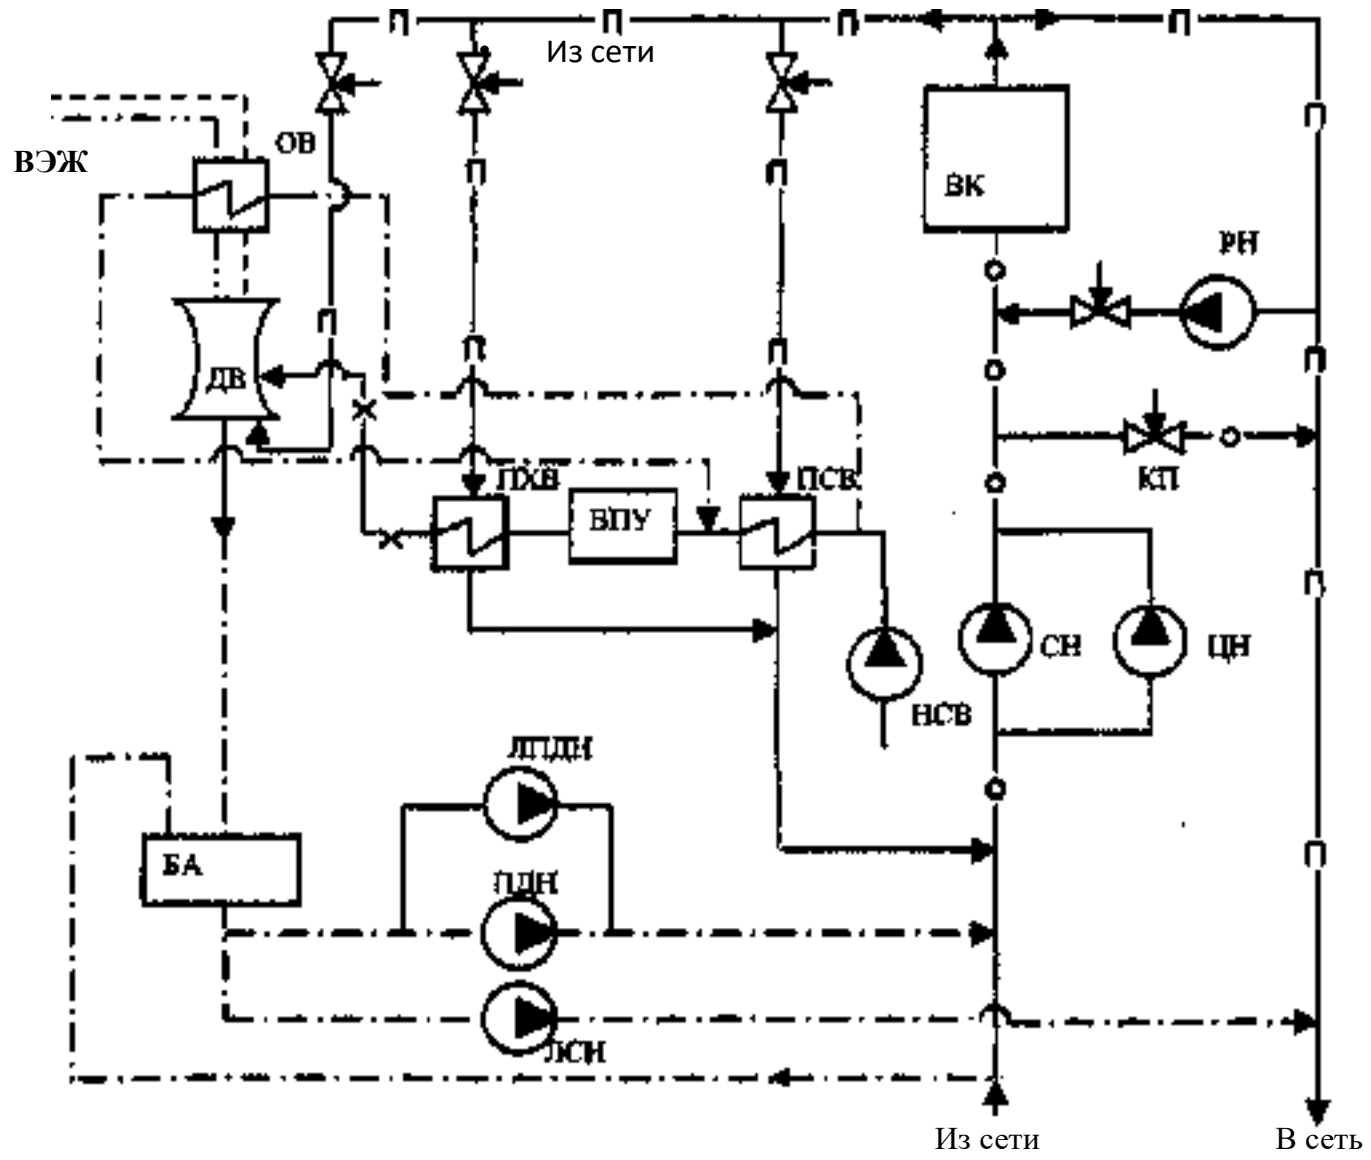 П П П П
Из сети
П
ОВ
ВЭЖ
П П
ВК
РН
П
П П П
ДВ
ПХВ
ПСВ
КП
ВПУ
П
СН
ЦН
НСВ
ЛПДН
П
БА
ПДН
ЛСН
Из сети
В сеть